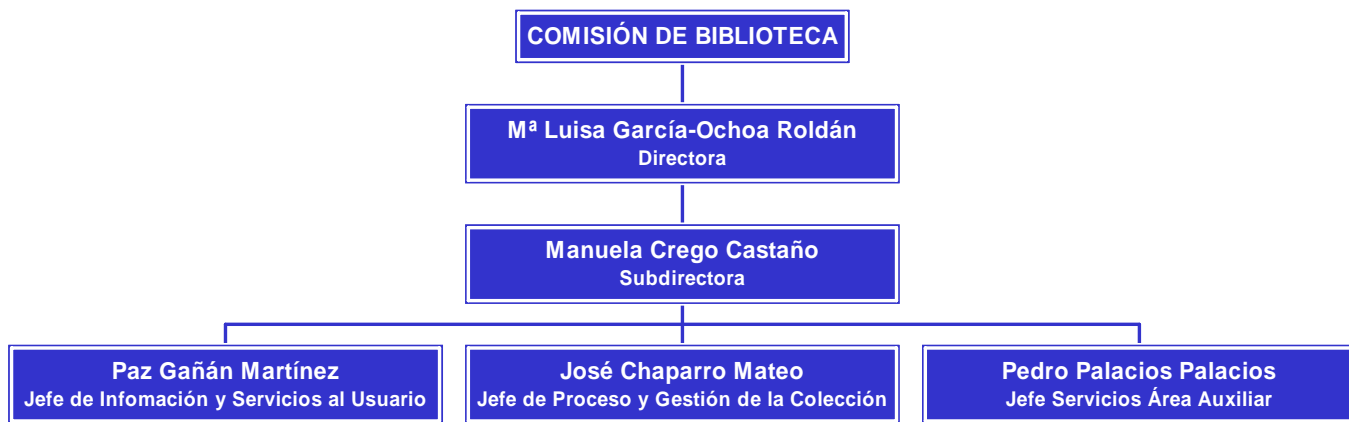 COMISIÓN DE BIBLIOTECA
Mª Luisa García-Ochoa Roldán
Directora
Manuela Crego Castaño
Subdirectora
Paz Gañán Martínez
Jefe de Infomación y Servicios al Usuario
José Chaparro Mateo
Jefe de Proceso y Gestión de la Colección
Pedro Palacios Palacios
Jefe Servicios Área Auxiliar